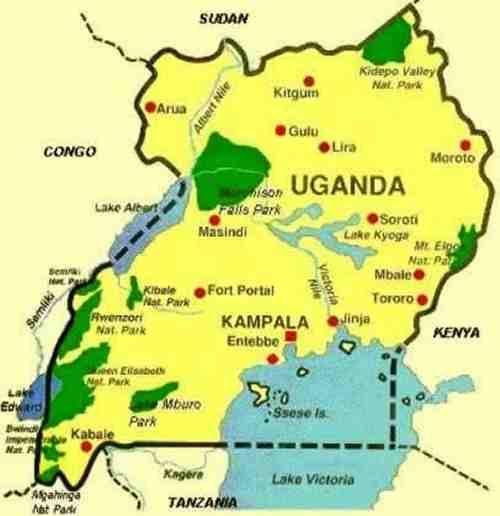 SUDAN
Kidepo Valley
Nat. Park
Kitgum
Arua
Albert Nile
Gulu
Lira
CONGO
Moroto
UGANDA
Murchison
Falls Park
Lake Albert
Masindi
Soroti
Lake Kyoga
Mt. Elgo
Nat. Pa
Mbale
Semliki
Nat. Park
Semliki
Kibale
Nat. Park
Fort Portal
Victoria
Nile
Tororo
Rwenzori
Nat. Park
KAMPALA
Jinja
Entebbe
KENYA
Queen Elisabeth
Nat. Park
Lake
Edward
Lake Mburo
Park
Ssese Is.
Bwindi
Impenetrable
Nat. Pa
Kabale
Kagera
Lake Victoria
Mgahinga
Nat Park
TANZANIA